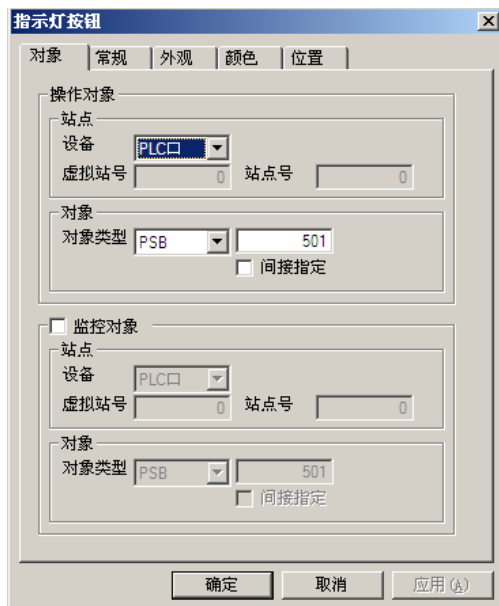 指示灯按钮
对象 常规 外观 颜色 位置
操作对象
站点
设备 PLC口
虚拟站号 0 站点号 0
对象
对象类型 PSB 501
间接指定
监控对象
站点
设备 PLC口
虚拟站号 0 站点号 0
对象
对象类型 PSB 501
间接指定
确定 取消 应用(A)